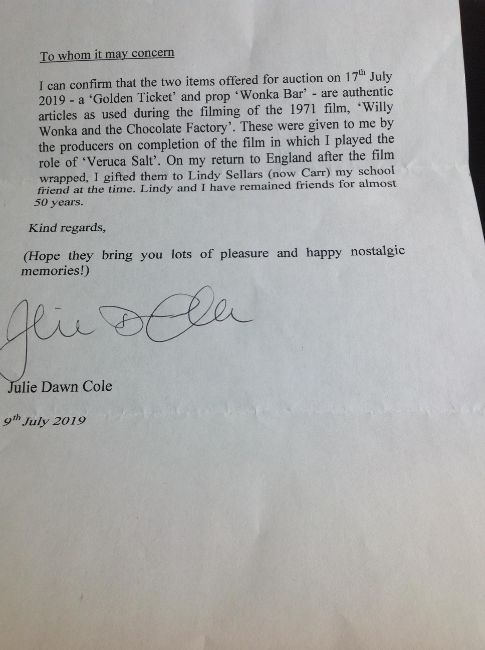 To whom it may concern
I can confirm that the two items offered for auction on 17th July
2019 - a ‘Golden Ticket’ and prop ‘Wonka Bar’ - are authentic
articles as used during the filming of the 1971 film, ‘Willy
Wonka and the Chocolate Factory’. These were given to me by
the producers on completion of the film in which I played the
role of ‘Veruca Salt’. On my return to England after the film
wrapped, I gifted them to Lindy Sellars (now Carr) my school
friend at the time. Lindy and I have remained friends for almost
50 years.
Kind regards,
(Hope they bring you lots of pleasure and happy nostalgic
memories!)
Julie D Cole
Julie Dawn Cole
9th July 2019